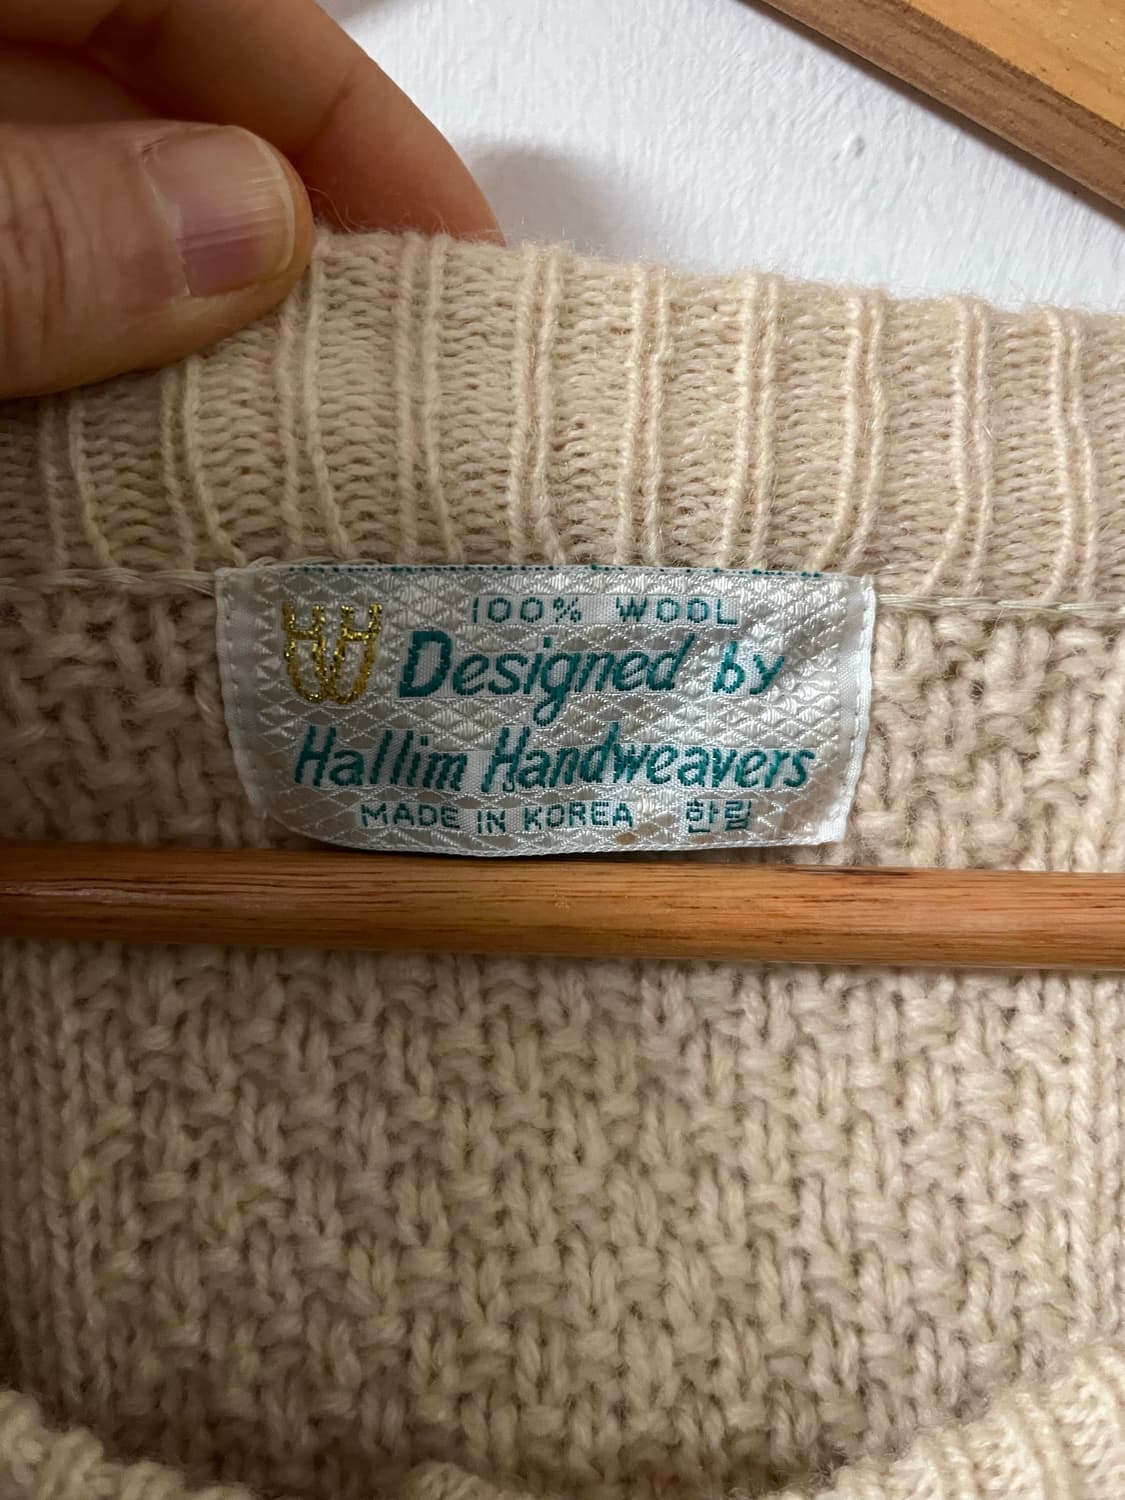 100% WOOL
Designed by
Hallim Handweavers
MADE IN KOREA 한림